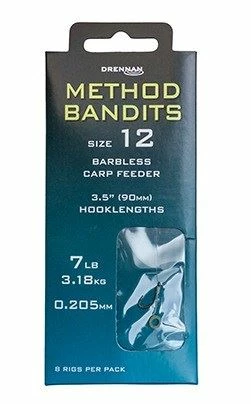 DRENNAN
METHOD
BANDITS
SIZE 12
BARBLESS
CARP FEEDER
3.5" (90MM)
HOOKLENGTHS
7LB
3.18KG
0.205MM
8 RIGS PER PACK